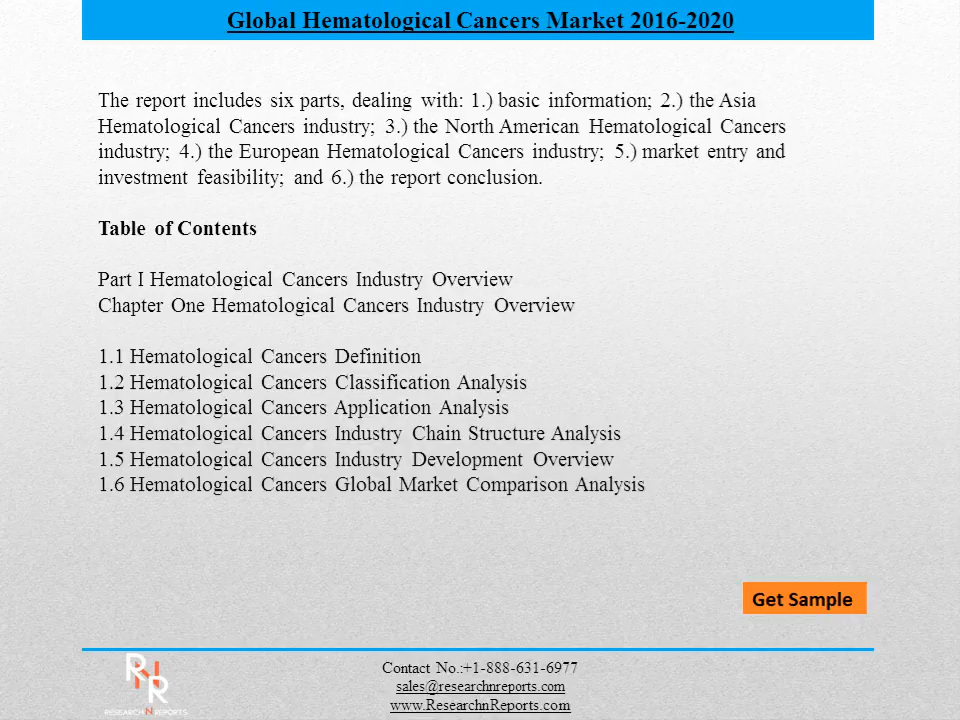 Global Hematological Cancers Market 2016-2020
The report includes six parts, dealing with: 1.) basic information; 2.) the Asia
Hematological Cancers industry; 3.) the North American Hematological Cancers
industry; 4.) the European Hematological Cancers industry; 5.) market entry and
investment feasibility; and 6.) the report conclusion.
Table of Contents
Part I Hematological Cancers Industry Overview
Chapter One Hematological Cancers Industry Overview
1.1 Hematological Cancers Definition
1.2 Hematological Cancers Classification Analysis
1.3 Hematological Cancers Application Analysis
1.4 Hematological Cancers Industry Chain Structure Analysis
1.5 Hematological Cancers Industry Development Overview
1.6 Hematological Cancers Global Market Comparison Analysis
Get Sample
RNR
RESEARCH N REPORTS
Contact No.:+1-888-631-6977
sales@researchnreports.com
www.ResearchnReports.com